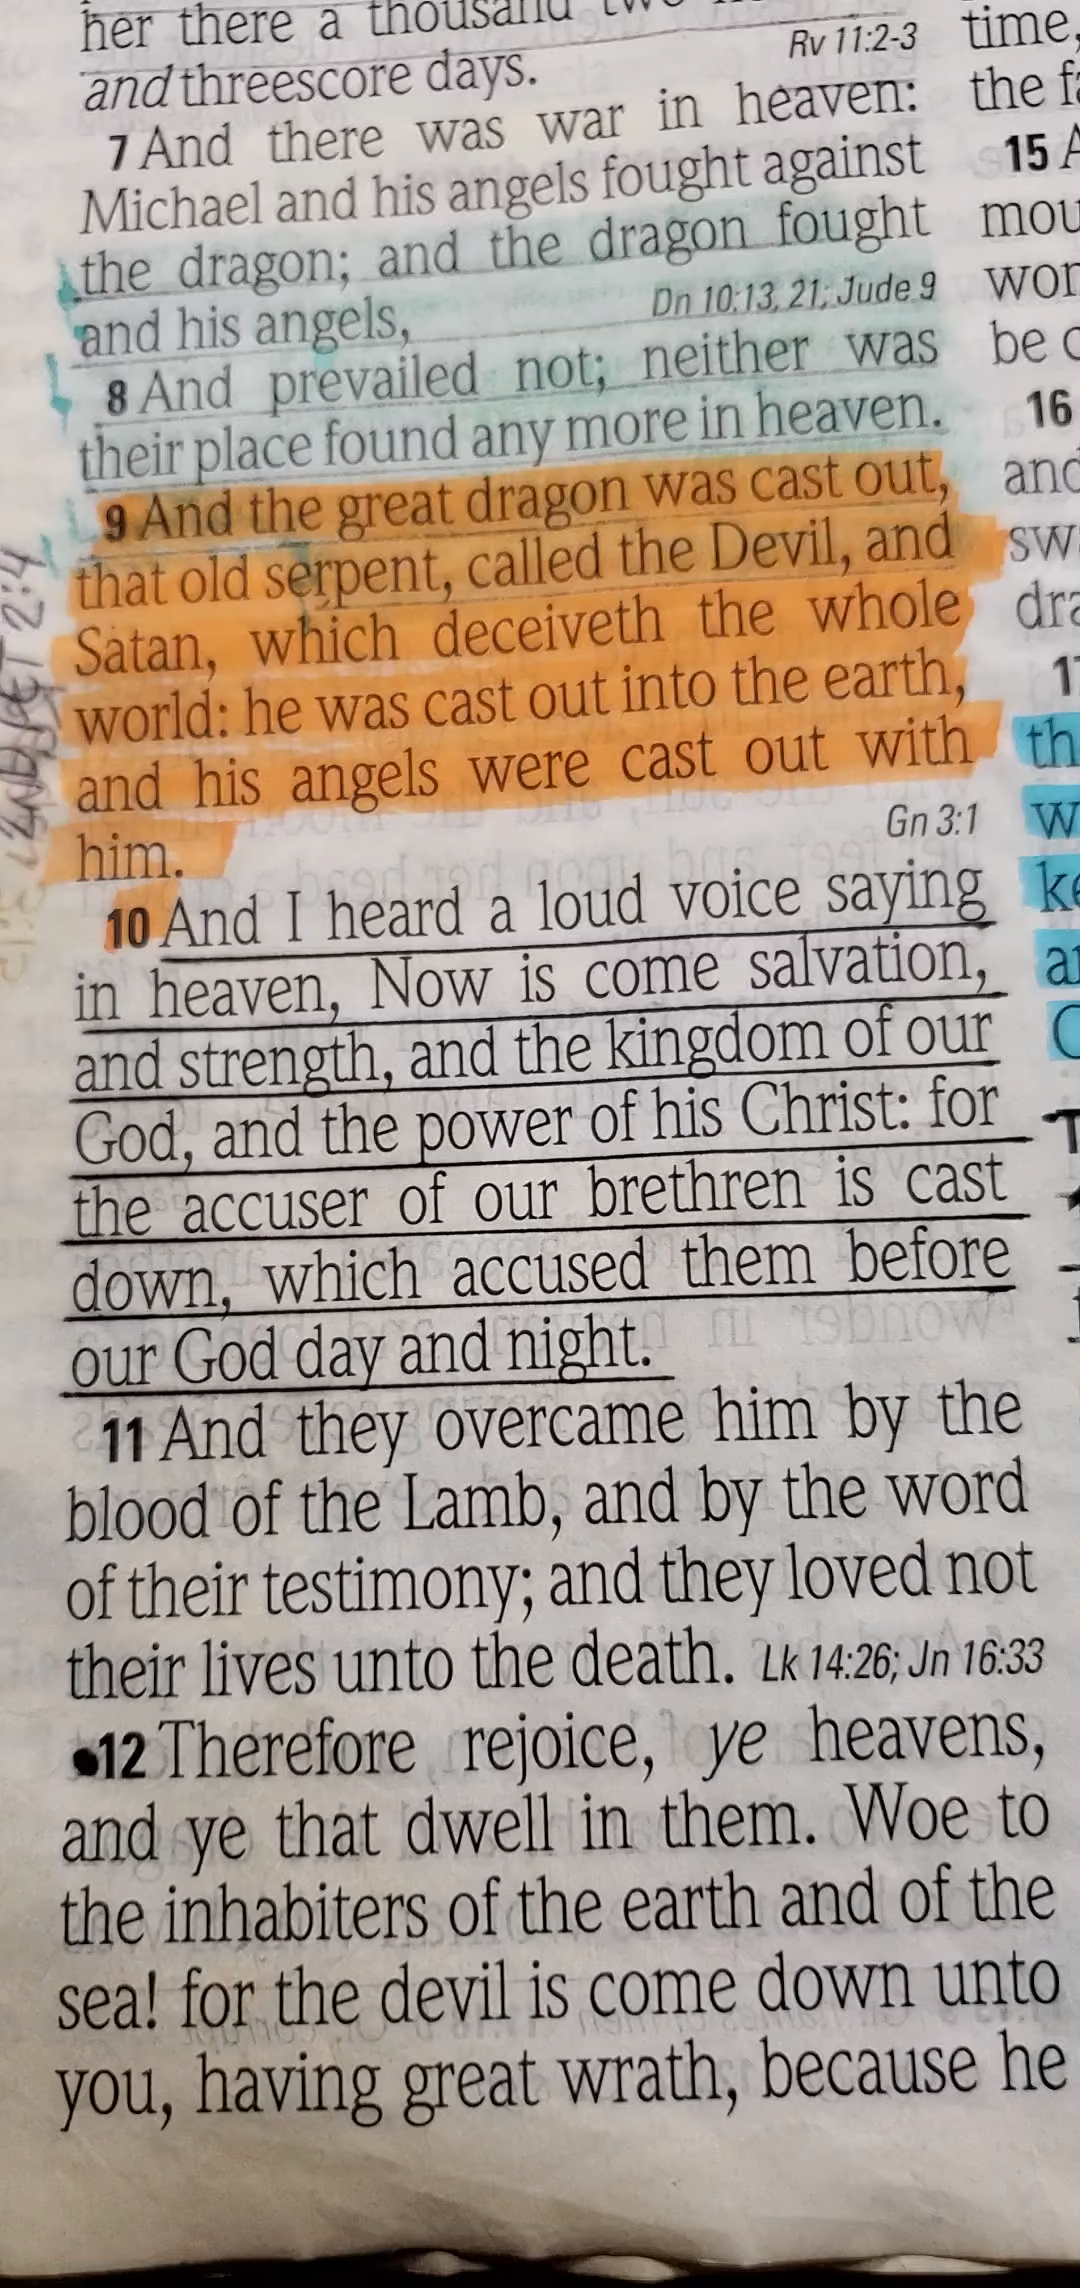 her there a thousand two
and threescore days. Rv 11:2-3
7 And there was war in heaven:
Michael and his angels fought against
the dragon; and the dragon fought
and his angels, Dn 10:13, 21; Jude 9
8 And prevailed not; neither was
their place found any more in heaven.
9 And the great dragon was cast out,
that old serpent, called the Devil, and
Satan, which deceiveth the whole
world: he was cast out into the earth,
and his angels were cast out with
him. Gn 3:1
10 And I heard a loud voice saying
in heaven, Now is come salvation,
and strength, and the kingdom of our
God, and the power of his Christ: for
the accuser of our brethren is cast
down, which accused them before
our God day and night.
11 And they overcame him by the
blood of the Lamb, and by the word
of their testimony; and they loved not
their lives unto the death. Lk 14:26; Jn 16:33
•12 Therefore rejoice, ye heavens,
and ye that dwell in them. Woe to
the inhabiters of the earth and of the
sea! for the devil is come down unto
you, having great wrath, because he
time,
the
15
be
16
17
2:4